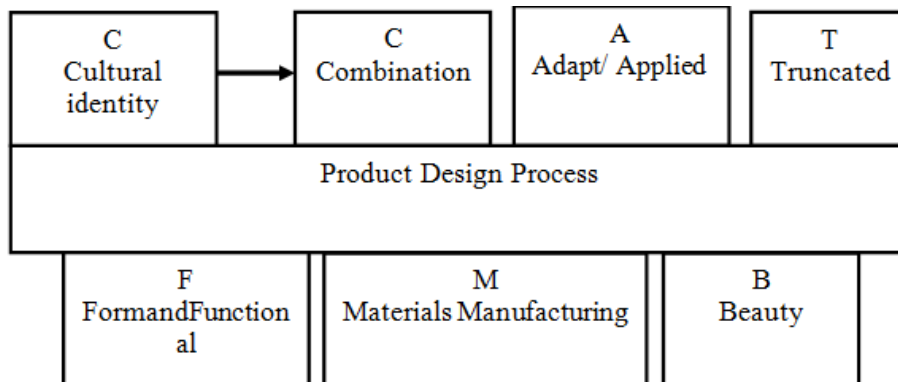 C
Cultural
identity
C
Combination
A
Adapt/ Applied
T
Truncated
Product Design Process
F
FormandFunction
al
M
Materials Manufacturing
B
Beauty